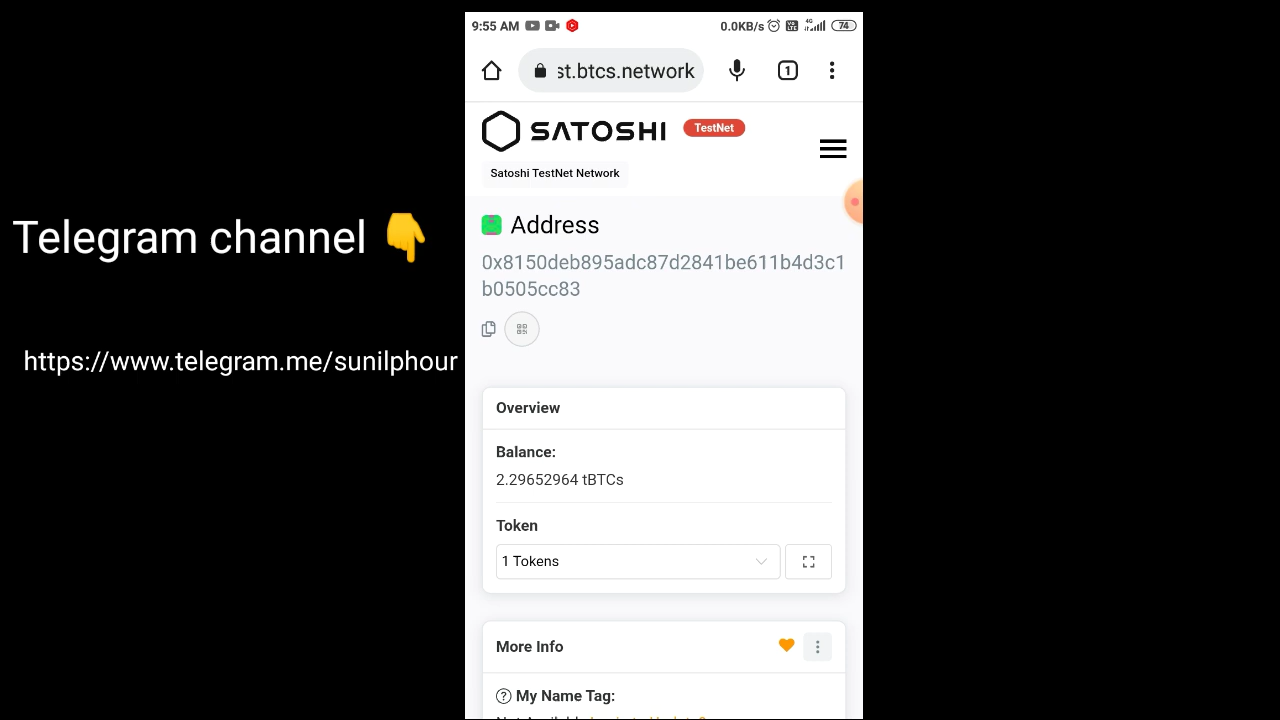 Telegram channel 👇
https://www.telegram.me/sunilphour
9:55 AM
0.0KB/s
4G
74
st.btcs.network
1
SATOSHI
TestNet
Satoshi TestNet Network
Address
0x8150deb895adc87d2841be611b4d3c1
b0505cc83
Overview
Balance:
2.29652964 tBTCs
Token
1 Tokens
More Info
? My Name Tag: